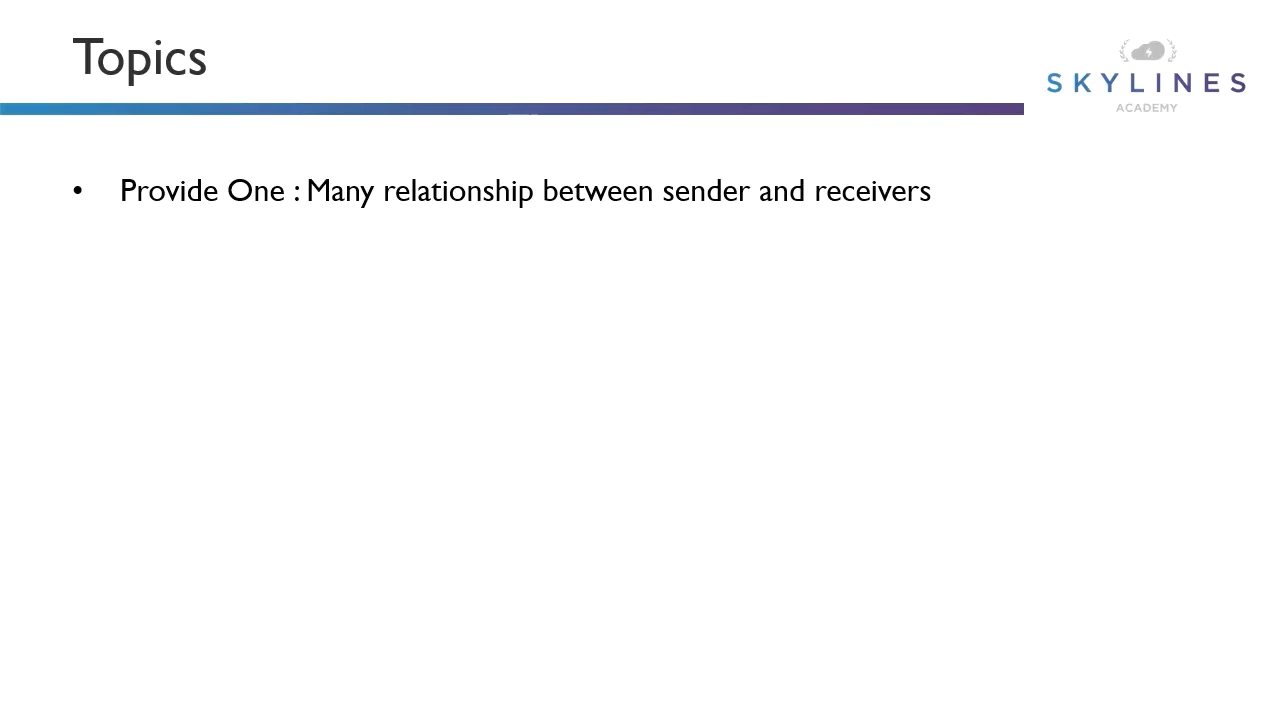 Topics
SKYLINES
ACADEMY
• Provide One : Many relationship between sender and receivers